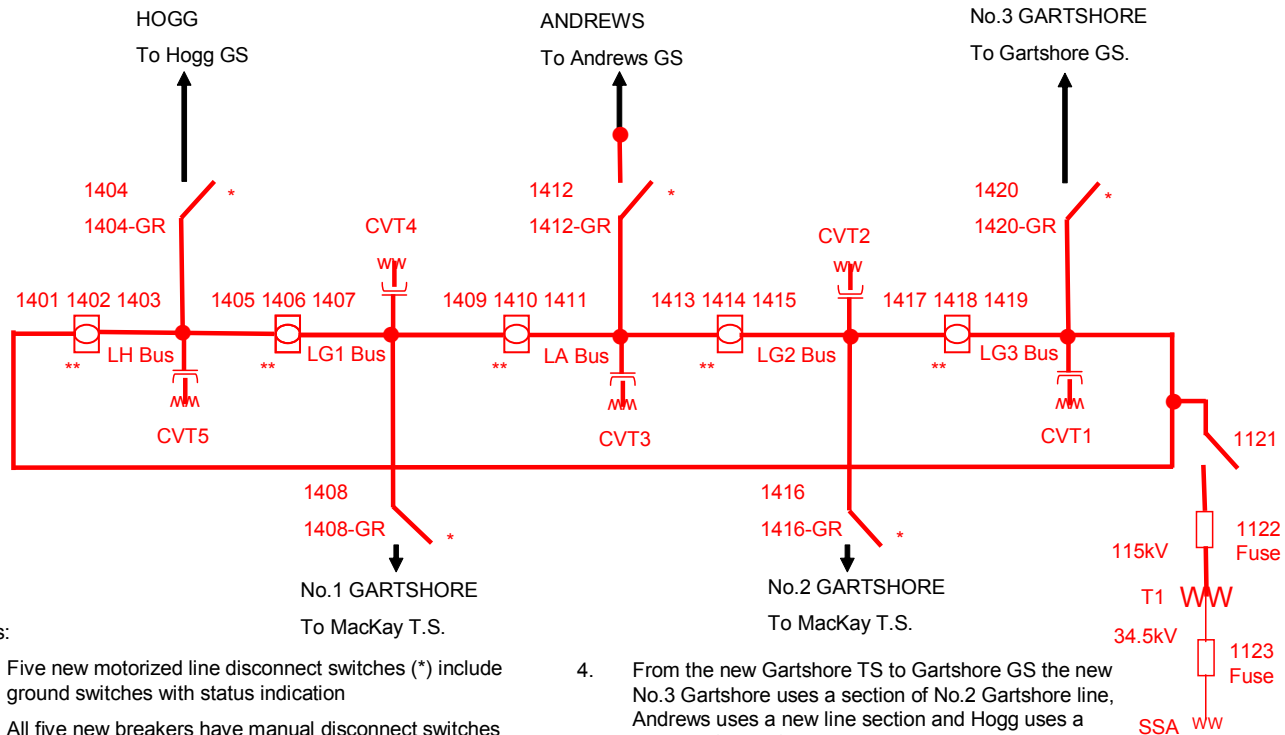 HOGG
To Hogg GS
ANDREWS
To Andrews GS
No.3 GARTSHORE
To Gartshore GS.
1404
1404-GR
*
1412
1412-GR
*
1420
1420-GR
*
CVT4
CVT2
1401 1402 1403
1405 1406 1407
1409 1410 1411
1413 1414 1415
1417 1418 1419
**
LH Bus
**
LG1 Bus
**
LA Bus
**
LG2 Bus
**
LG3 Bus
CVT5
CVT3
CVT1
1121
1408
1408-GR
*
1416
1416-GR
*
1122
Fuse
115kV
No.1 GARTSHORE
To MacKay T.S.
No.2 GARTSHORE
To MacKay T.S.
T1
34.5kV
1123
Fuse
SSA
s:
Five new motorized line disconnect switches (*) include
ground switches with status indication
All five new breakers have manual disconnect switches
4. From the new Gartshore TS to Gartshore GS the new
No.3 Gartshore uses a section of No.2 Gartshore line,
Andrews uses a new line section and Hogg uses a